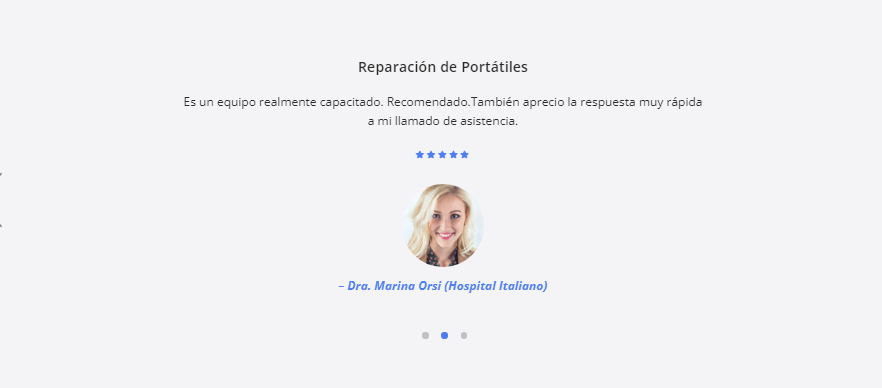 Reparación de Portátiles
Es un equipo realmente capacitado. Recomendado.También aprecio la respuesta muy rápida
a mi llamado de asistencia.
– Dra. Marina Orsi (Hospital Italiano)